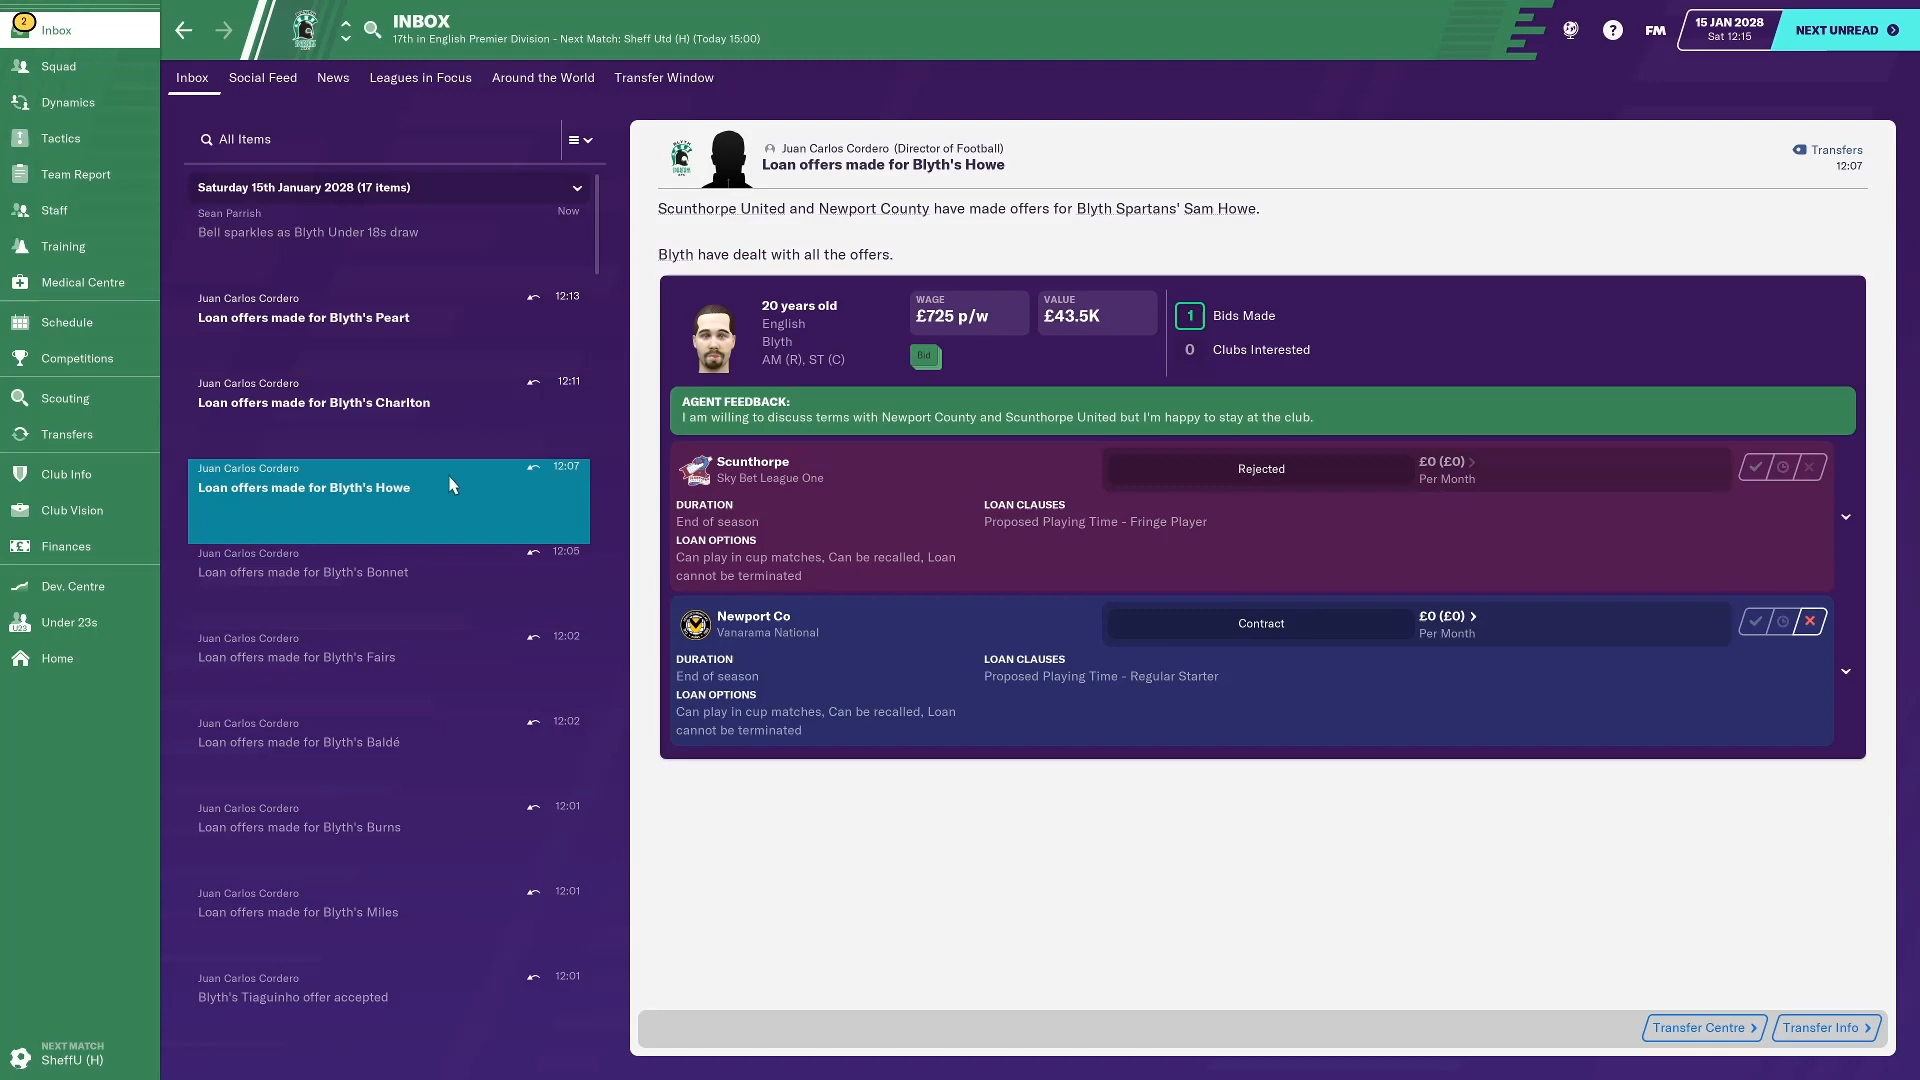 2
Inbox
Squad
Dynamics
Tactics
Team Report
Staff
Training
Medical Centre
Schedule
Competitions
Scouting
Transfers
Club Info
Club Vision
Finances
Dev. Centre
U23
Under 23s
Home
NEXT MATCH
SheffU (H)
INBOX
17th in English Premier Division - Next Match: Sheff Utd (H) (Today 15:00)
?
FM
15 JAN 2028
Sat 12:15
NEXT UNREAD
Inbox Social Feed News Leagues in Focus Around the World Transfer Window
All Items
Saturday 15th January 2028 (17 items)
Sean Parrish Now
Bell sparkles as Blyth Under 18s draw
Juan Carlos Cordero 12:13
Loan offers made for Blyth's Peart
Juan Carlos Cordero 12:11
Loan offers made for Blyth's Charlton
Juan Carlos Cordero 12:07
Loan offers made for Blyth's Howe
Juan Carlos Cordero 12:05
Loan offers made for Blyth's Bonnet
Juan Carlos Cordero 12:02
Loan offers made for Blyth's Fairs
Juan Carlos Cordero 12:02
Loan offers made for Blyth's Baldé
Juan Carlos Cordero 12:01
Loan offers made for Blyth's Burns
Juan Carlos Cordero 12:01
Loan offers made for Blyth's Miles
Juan Carlos Cordero 12:01
Blyth's Tiaguinho offer accepted
Juan Carlos Cordero (Director of Football)
Loan offers made for Blyth's Howe
Transfers
12:07
Scunthorpe United and Newport County have made offers for Blyth Spartans' Sam Howe.
Blyth have dealt with all the offers.
20 years old
English
Blyth
AM (R), ST (C)
WAGE
£725 p/w
VALUE
£43.5K
Bid
1 Bids Made
0 Clubs Interested
AGENT FEEDBACK:
I am willing to discuss terms with Newport County and Scunthorpe United but I'm happy to stay at the club.
Scunthorpe
Sky Bet League One
Rejected
£0 (£0)
Per Month
DURATION
End of season
LOAN CLAUSES
Proposed Playing Time - Fringe Player
LOAN OPTIONS
Can play in cup matches, Can be recalled, Loan
cannot be terminated
Newport Co
Vanarama National
Contract
£0 (£0)
Per Month
DURATION
End of season
LOAN CLAUSES
Proposed Playing Time - Regular Starter
LOAN OPTIONS
Can play in cup matches, Can be recalled, Loan
cannot be terminated
Transfer Centre
Transfer Info